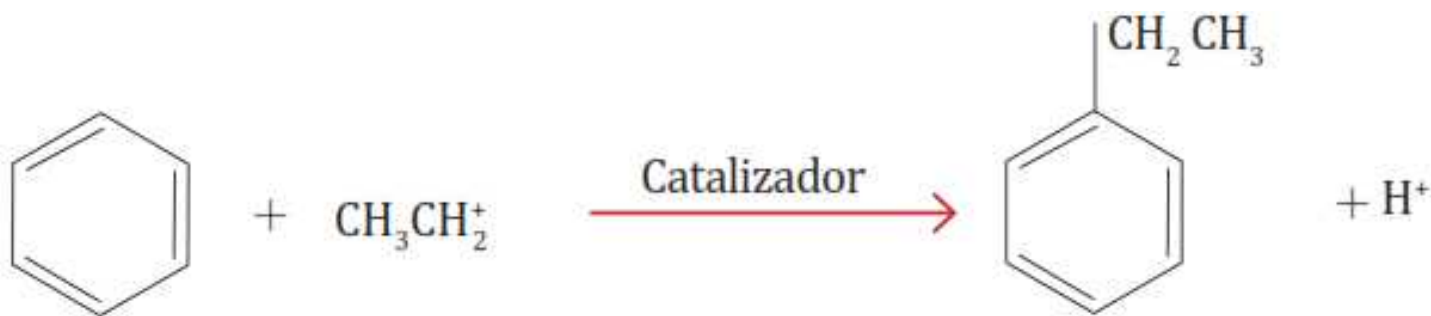 CH₂ CH₃
Catalizador
+ CH₃CH₂⁺
+ H⁺